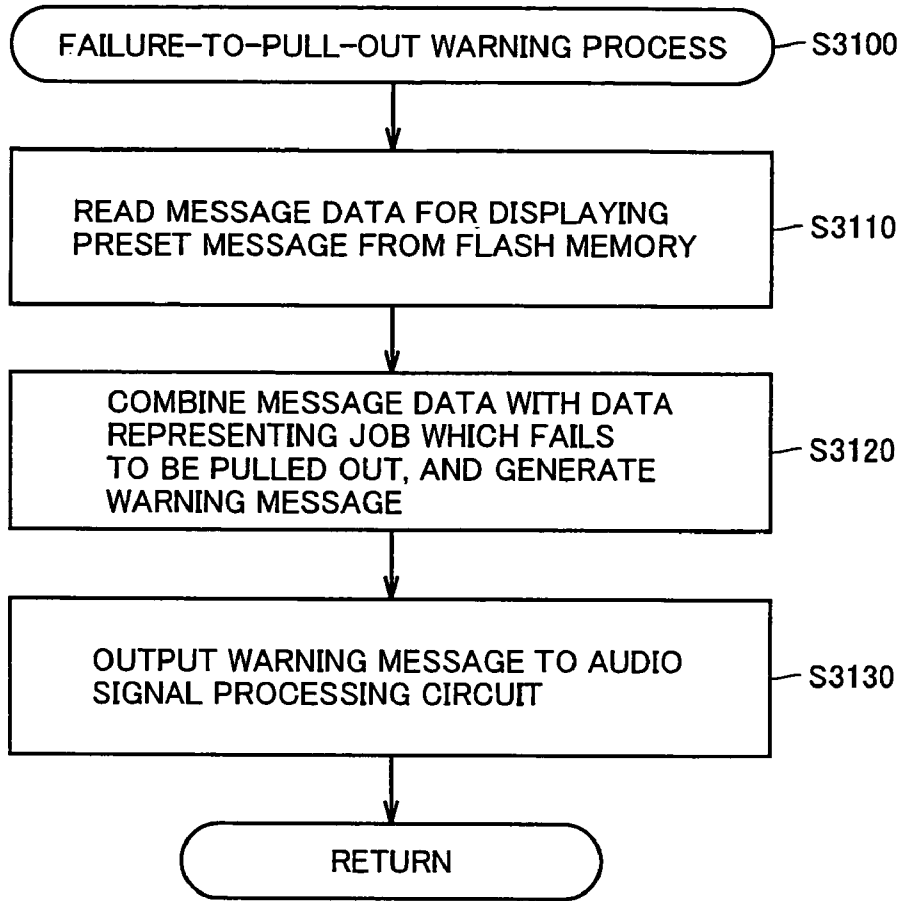 FAILURE-TO-PULL-OUT WARNING PROCESS
S3100
READ MESSAGE DATA FOR DISPLAYING
PRESET MESSAGE FROM FLASH MEMORY
S3110
COMBINE MESSAGE DATA WITH DATA
REPRESENTING JOB WHICH FAILS
TO BE PULLED OUT, AND GENERATE
WARNING MESSAGE
S3120
OUTPUT WARNING MESSAGE TO AUDIO
SIGNAL PROCESSING CIRCUIT
S3130
RETURN